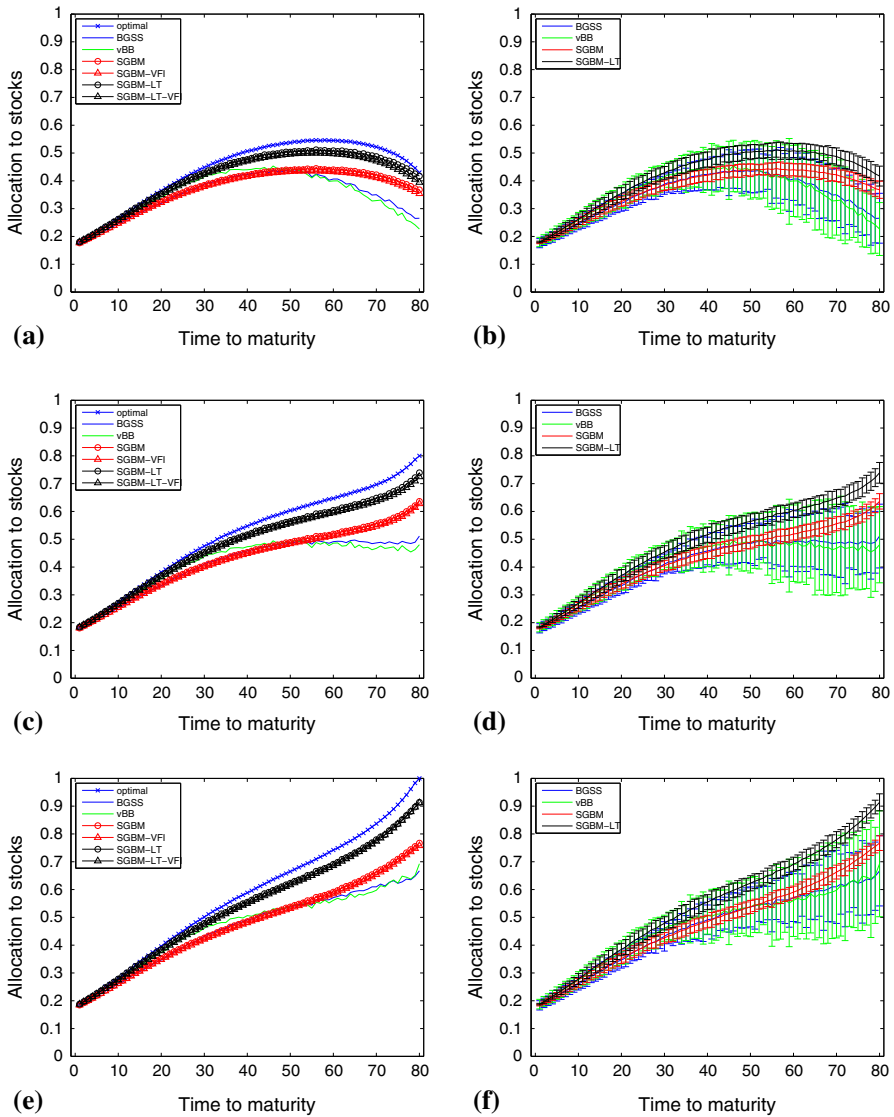 1
0.9
0.8
0.7
0.6
0.5
0.4
0.3
0.2
0.1
0
Allocation to stocks
optimal
BGSS
vBB
SGBM
SGBM-VFI
SGBM-LT
SGBM-LT-VFI
0 10 20 30 40 50 60 70 80
Time to maturity
(a)
1
0.9
0.8
0.7
0.6
0.5
0.4
0.3
0.2
0.1
0
Allocation to stocks
BGSS
vBB
SGBM
SGBM-LT
0 10 20 30 40 50 60 70 80
Time to maturity
(b)
1
0.9
0.8
0.7
0.6
0.5
0.4
0.3
0.2
0.1
0
Allocation to stocks
optimal
BGSS
vBB
SGBM
SGBM-VFI
SGBM-LT
SGBM-LT-VFI
0 10 20 30 40 50 60 70 80
Time to maturity
(c)
1
0.9
0.8
0.7
0.6
0.5
0.4
0.3
0.2
0.1
0
Allocation to stocks
BGSS
vBB
SGBM
SGBM-LT
0 10 20 30 40 50 60 70 80
Time to maturity
(d)
1
0.9
0.8
0.7
0.6
0.5
0.4
0.3
0.2
0.1
0
Allocation to stocks
optimal
BGSS
vBB
SGBM
SGBM-VFI
SGBM-LT
SGBM-LT-VFI
0 10 20 30 40 50 60 70 80
Time to maturity
(e)
1
0.9
0.8
0.7
0.6
0.5
0.4
0.3
0.2
0.1
0
Allocation to stocks
BGSS
vBB
SGBM
SGBM-LT
0 10 20 30 40 50 60 70 80
Time to maturity
(f)